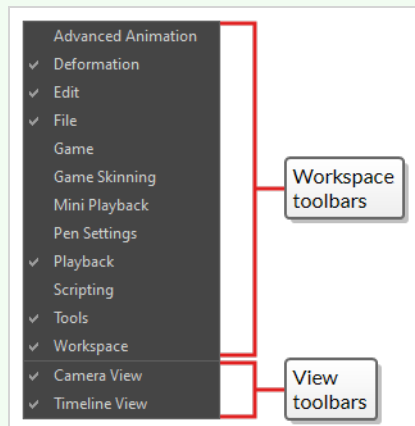 Advanced Animation
Deformation
Edit
File
Game
Game Skinning
Mini Playback
Pen Settings
Playback
Scripting
Tools
Workspace
Camera View
Timeline View
Workspace
toolbars
View
toolbars